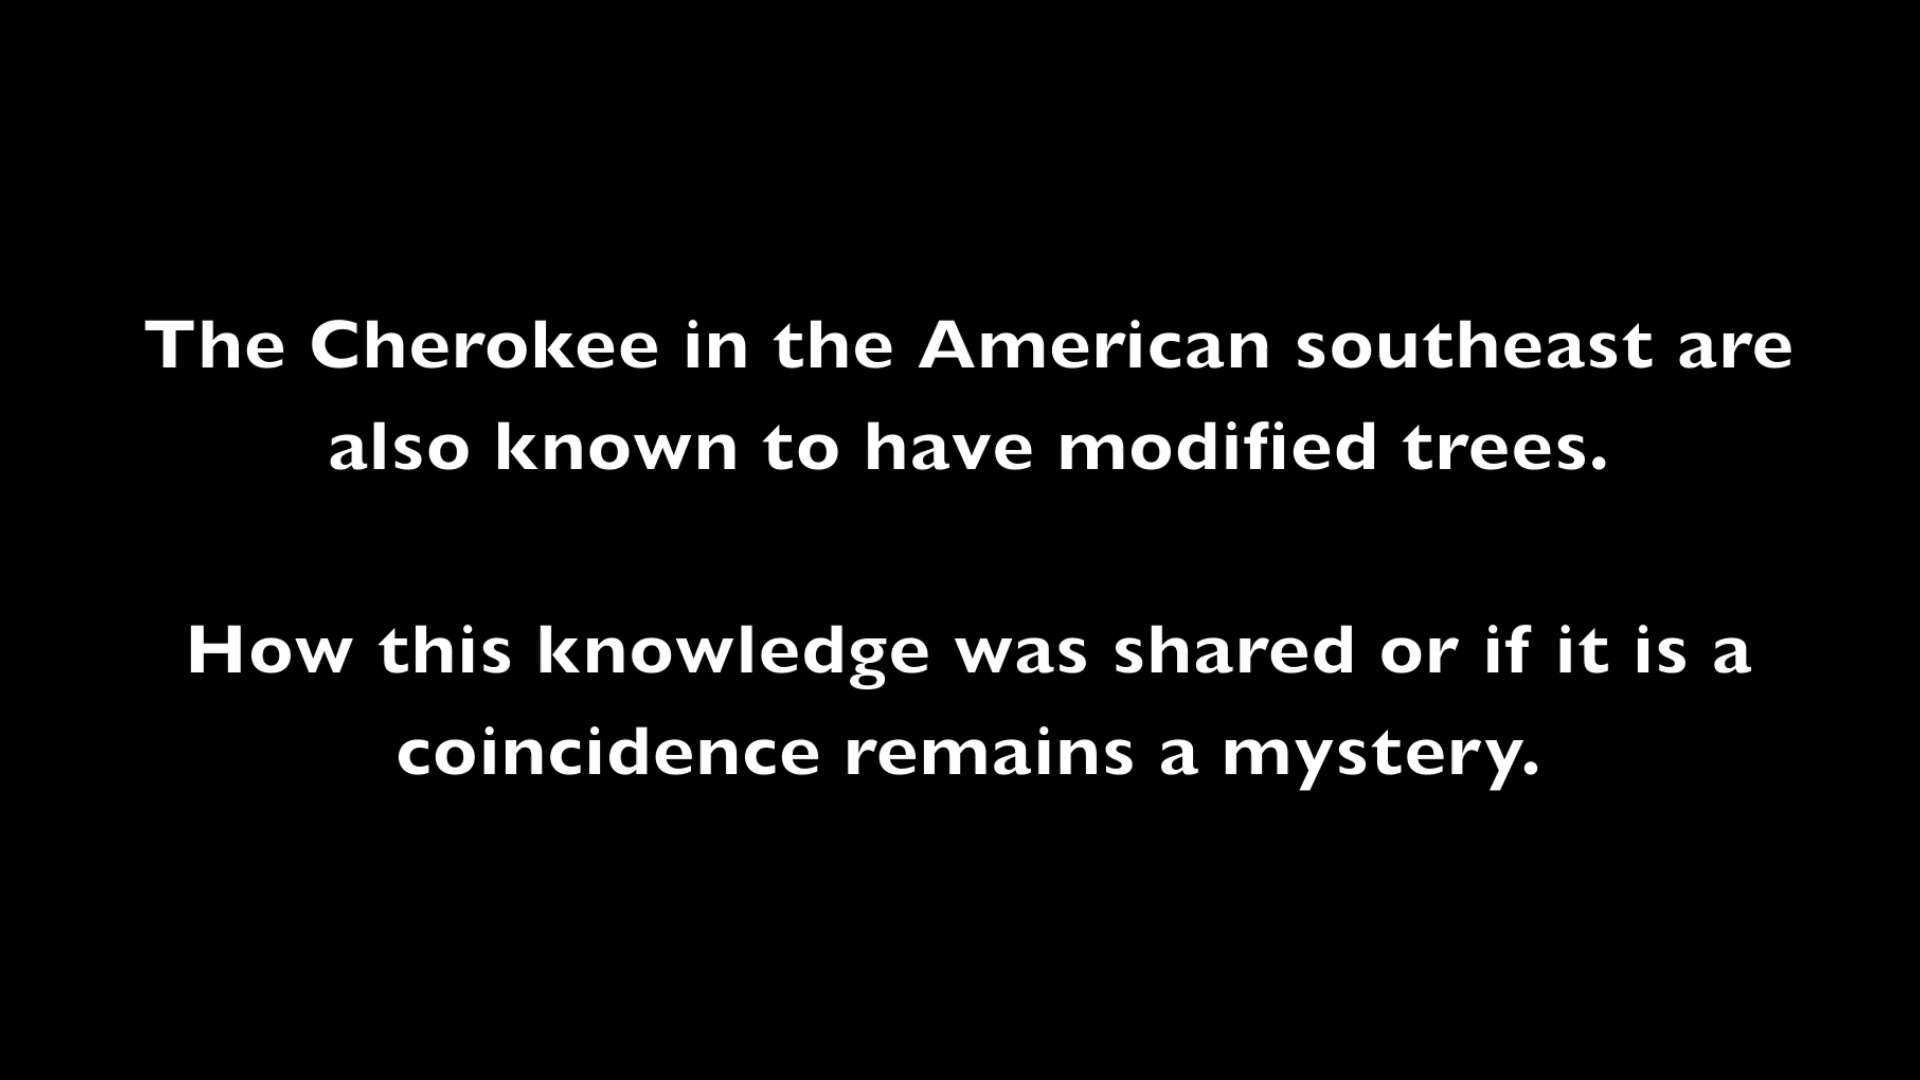 The Cherokee in the American southeast are
also known to have modified trees.
How this knowledge was shared or if it is a
coincidence remains a mystery.